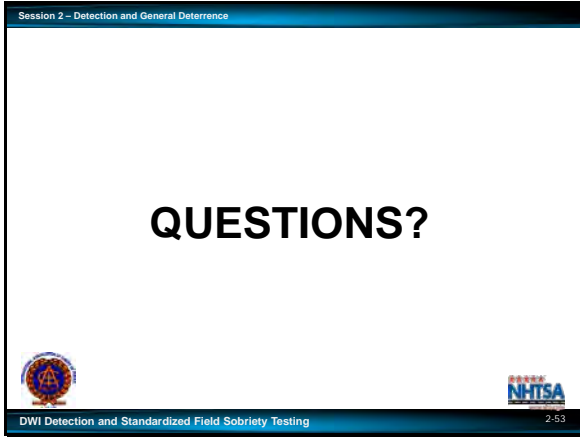 Session 2 – Detection and General Deterrence
QUESTIONS?
NHTSA
DWI Detection and Standardized Field Sobriety Testing
2-53